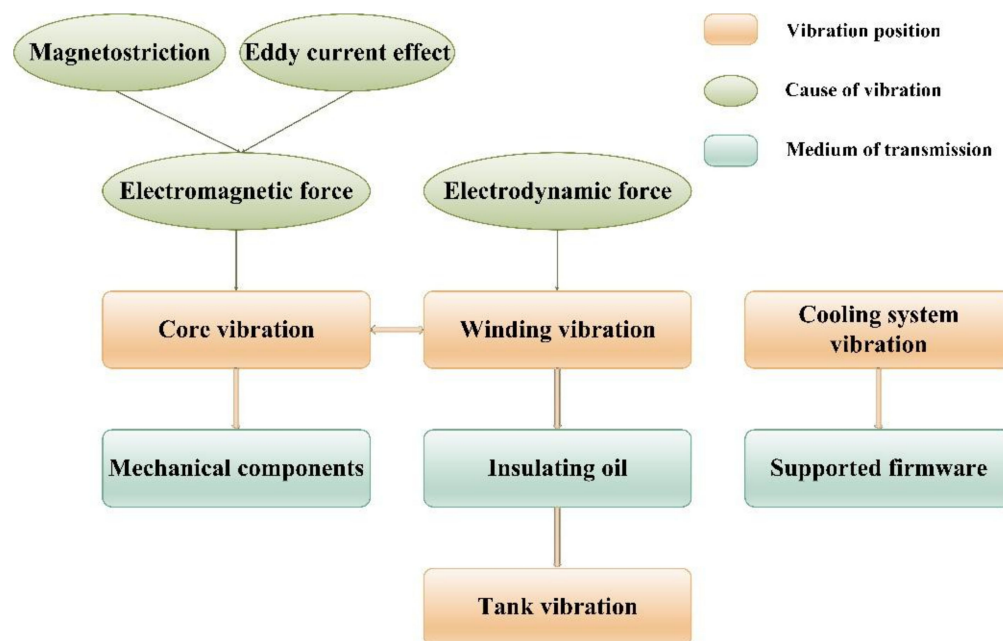 Magnetostriction
Eddy current effect
Vibration position
Cause of vibration
Medium of transmission
Electromagnetic force
Electrodynamic force
Core vibration
Winding vibration
Cooling system
vibration
Mechanical components
Insulating oil
Supported firmware
Tank vibration